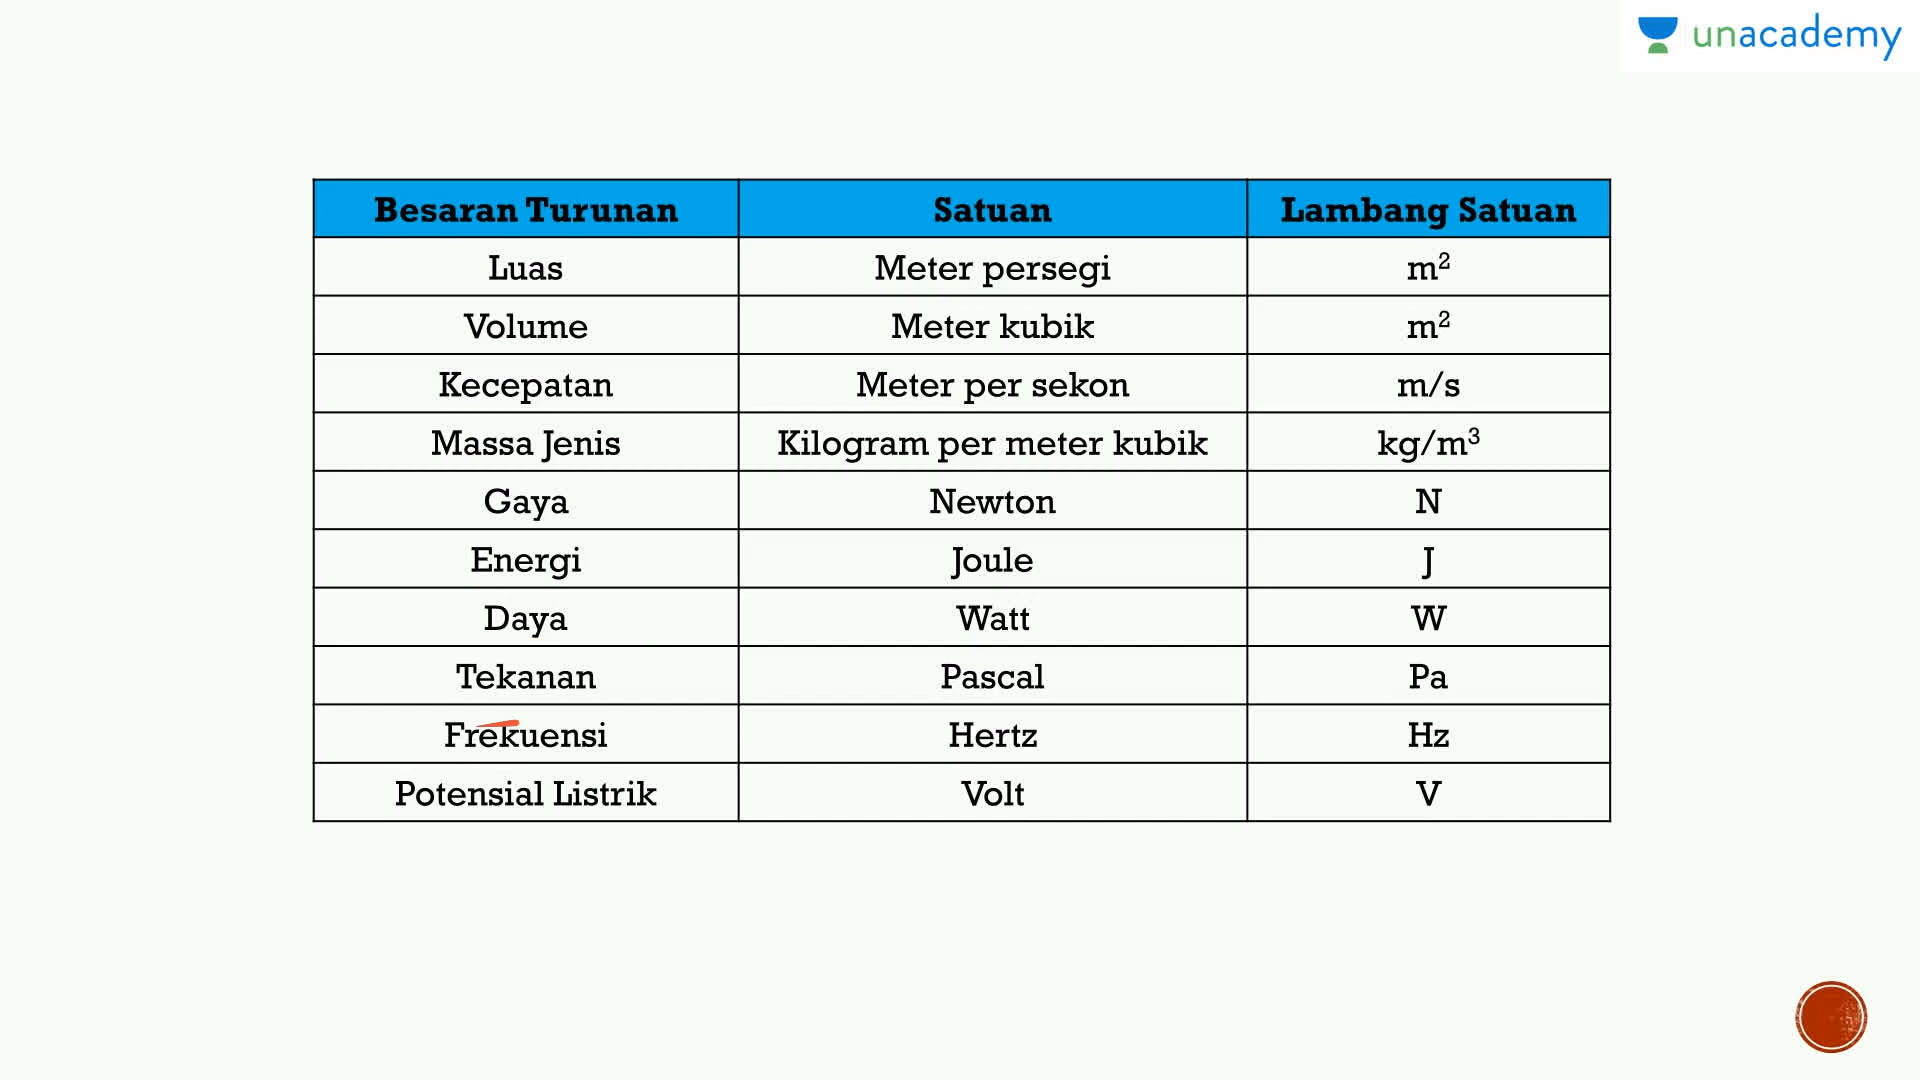 unacademy
Besaran Turunan Satuan Lambang Satuan
Luas Meter persegi m²
Volume Meter kubik m²
Kecepatan Meter per sekon m/s
Massa Jenis Kilogram per meter kubik kg/m³
Gaya Newton N
Energi Joule J
Daya Watt W
Tekanan Pascal Pa
Frekuensi Hertz Hz
Potensial Listrik Volt V